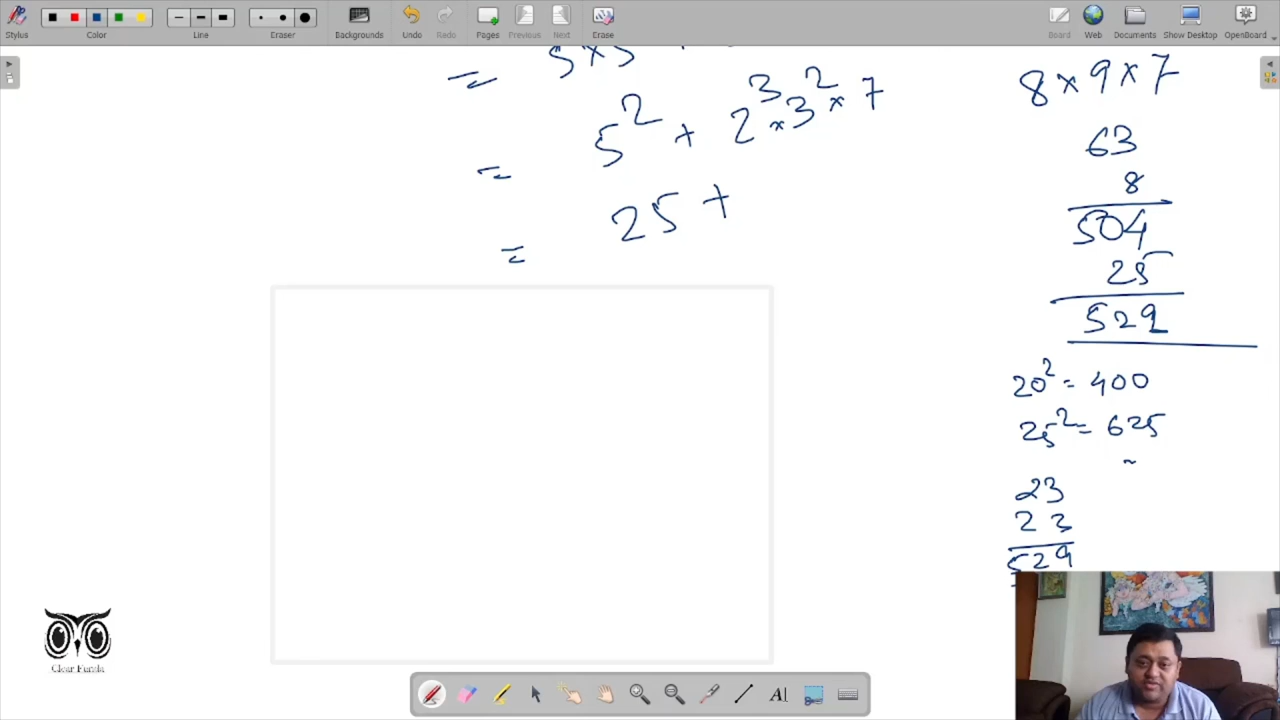 Stylus
Color
Line
Eraser
Backgrounds
Undo
Redo
Pages
Previous
Next
Erase
Board
Web
Documents
Show Desktop
OpenBoard
= 5×5
= 5² + 2³×3²×7
= 25 +
8×9×7
63
8
504
25
529
20² = 400
25² = 625
23
23
529
Clear Funda